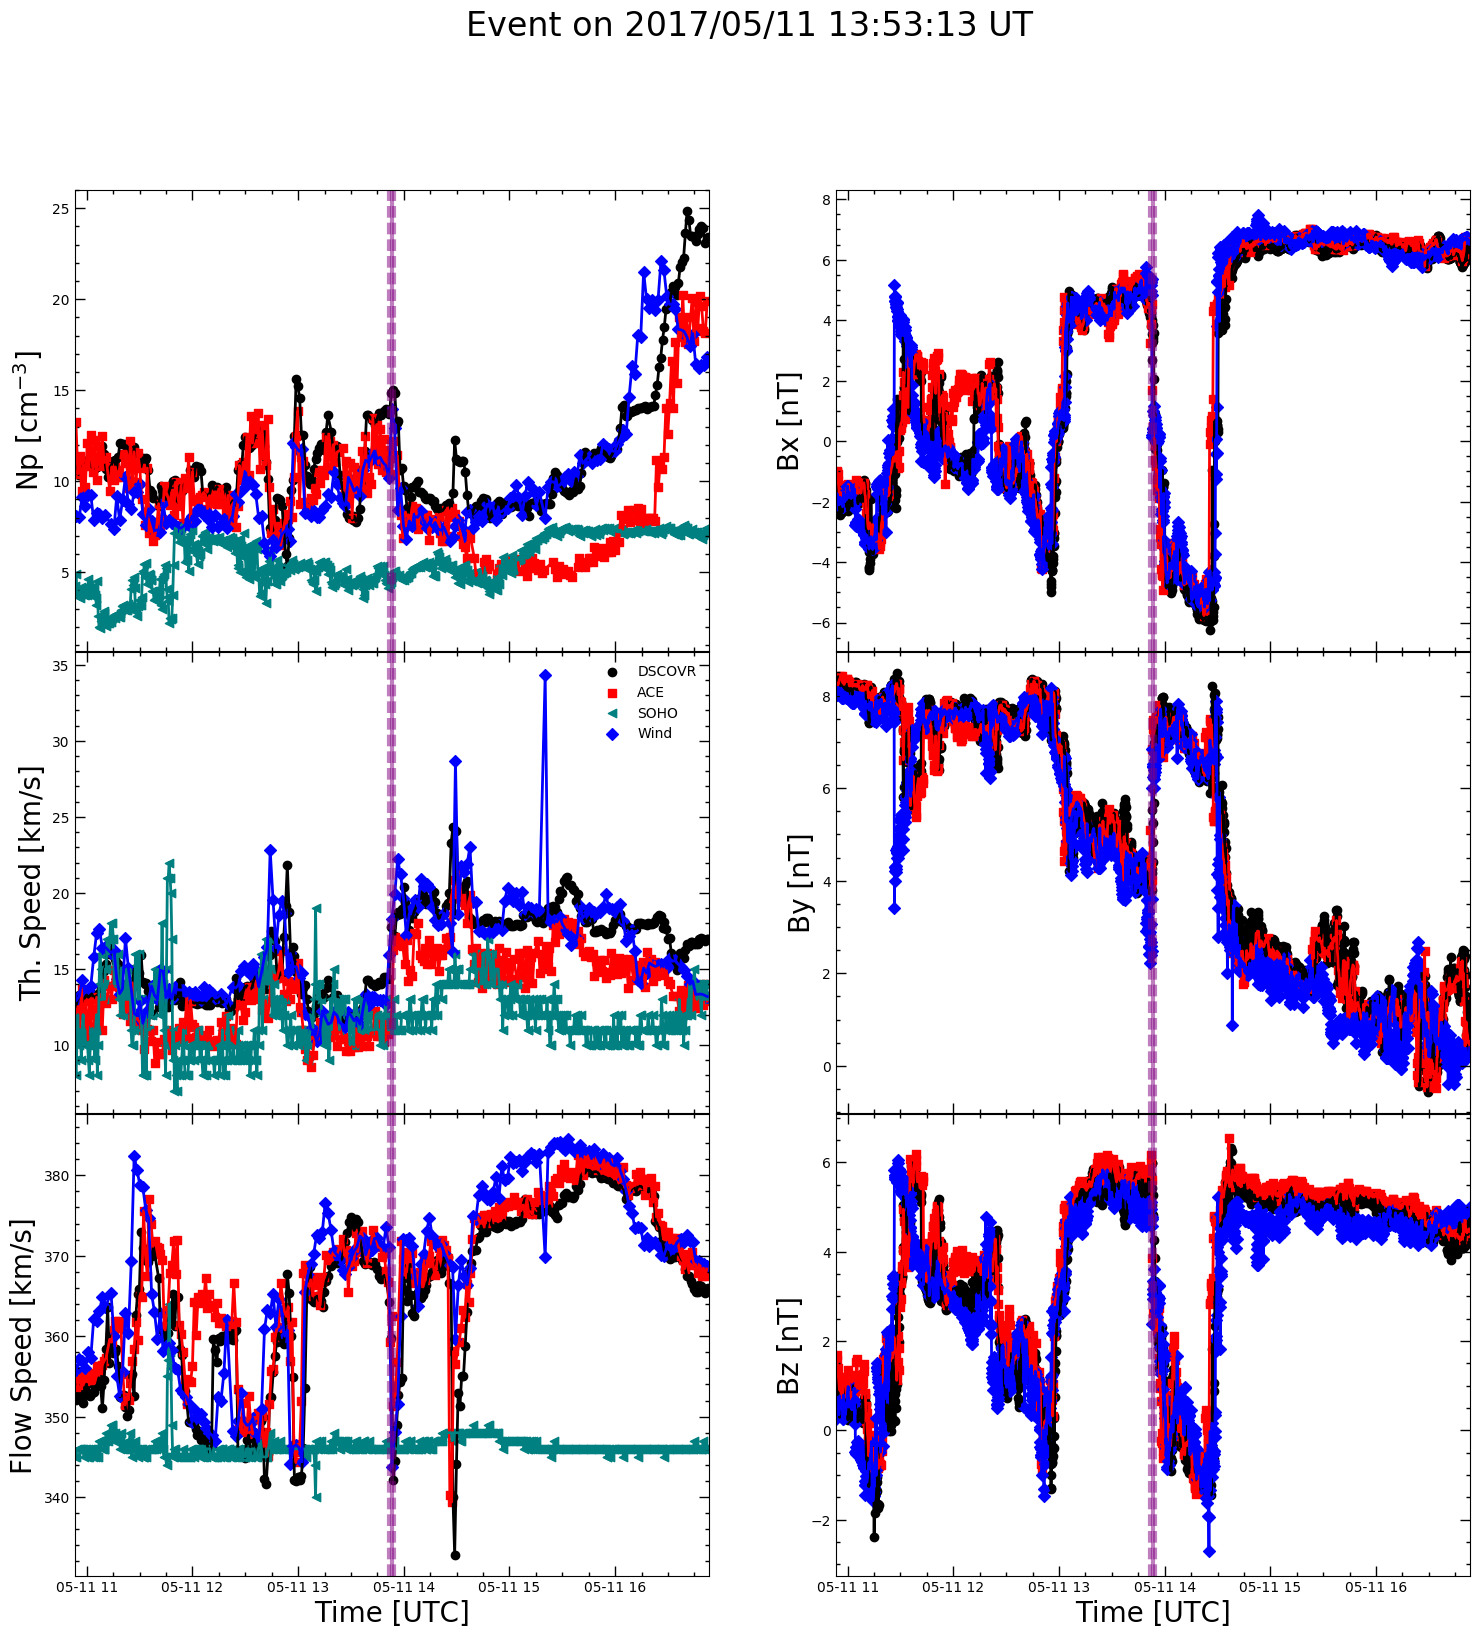 Event on 2017/05/11 13:53:13 UT
Np [cm⁻³]
25
20
15
10
5
Bx [nT]
8
6
4
2
0
−2
−4
−6
Th. Speed [km/s]
35
30
25
20
15
10
DSCOVR
ACE
SOHO
Wind
By [nT]
8
6
4
2
0
Flow Speed [km/s]
380
370
360
350
340
05-11 11 05-11 12 05-11 13 05-11 14 05-11 15 05-11 16
Time [UTC]
Bz [nT]
6
4
2
0
−2
05-11 11 05-11 12 05-11 13 05-11 14 05-11 15 05-11 16
Time [UTC]